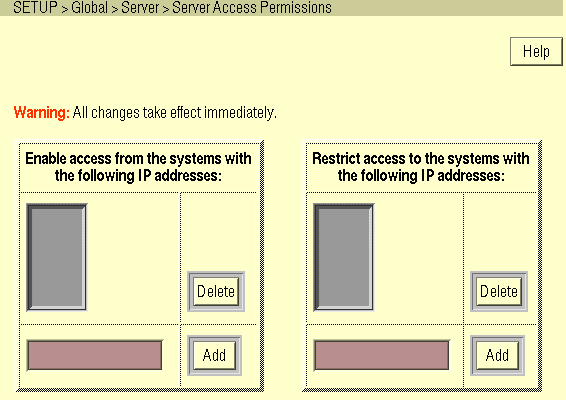 SETUP > Global > Server > Server Access Permissions
Help
Warning: All changes take effect immediately.
Enable access from the systems with
the following IP addresses:
Delete
Add
Restrict access to the systems with
the following IP addresses:
Delete
Add